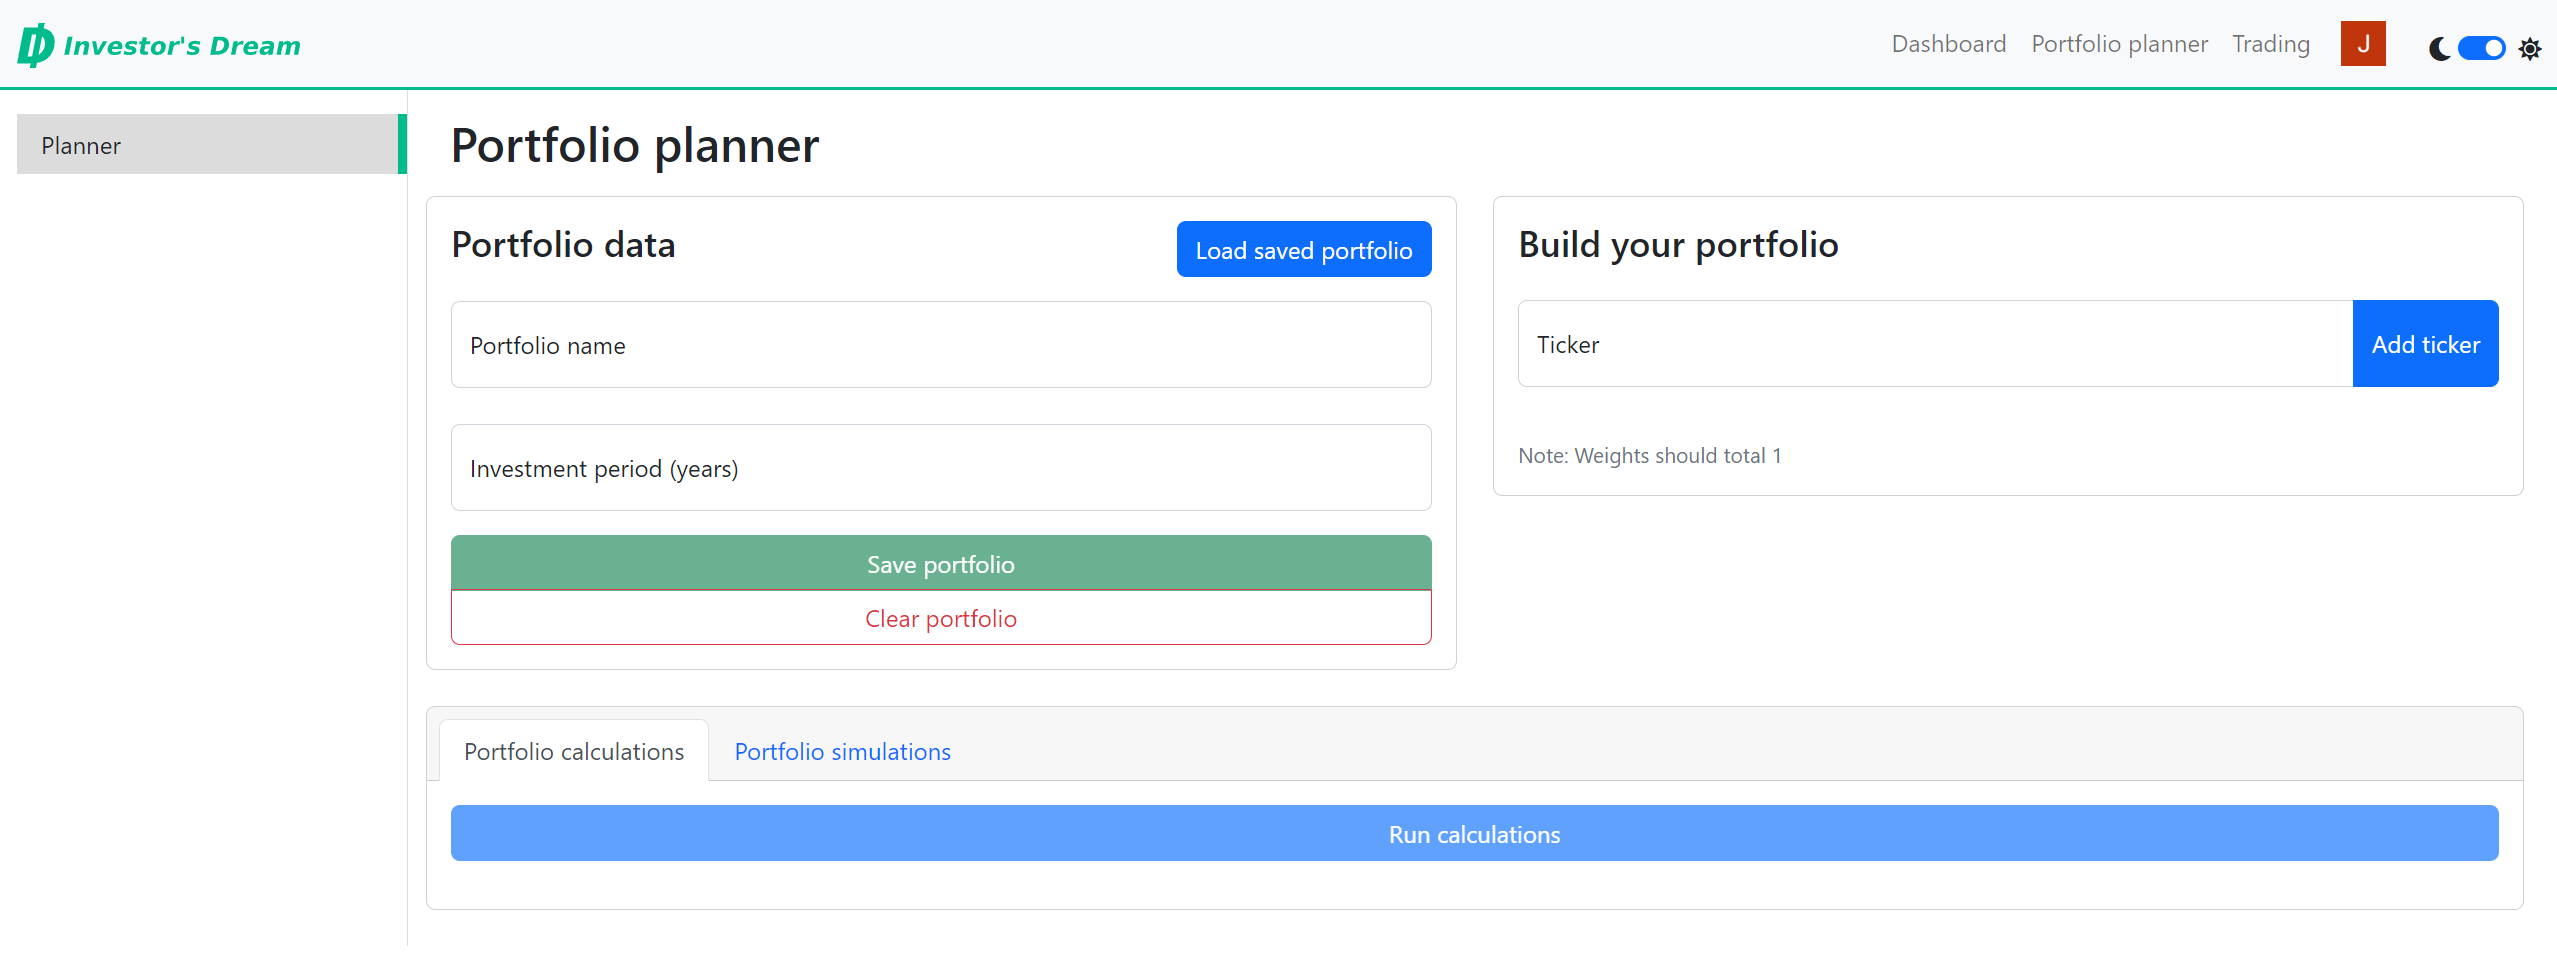 Investor's Dream
Dashboard
Portfolio planner
Trading
J
Planner
Portfolio planner
Portfolio data
Load saved portfolio
Portfolio name
Investment period (years)
Save portfolio
Clear portfolio
Build your portfolio
Ticker
Add ticker
Note: Weights should total 1
Portfolio calculations
Portfolio simulations
Run calculations